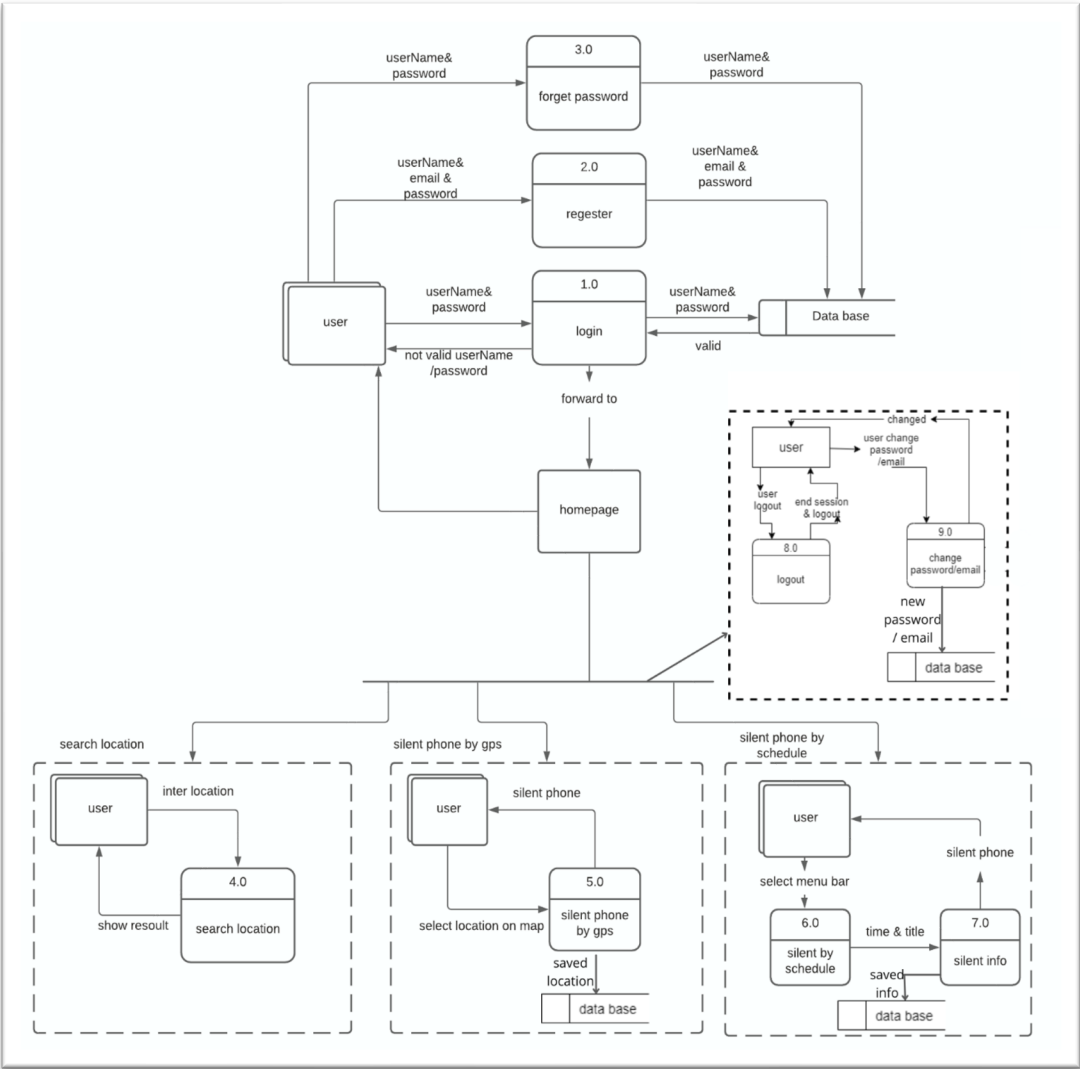 3.0
forget password
userName&
password
userName&
password
2.0
regester
userName&
email &
password
userName&
email &
password
1.0
login
user
userName&
password
userName&
password
Data base
valid
not valid userName
/password
forward to
homepage
changed
user
user change
password
/email
user
logout
end session
& logout
8.0
logout
9.0
change
password/email
new
password
/ email
data base
search location
user
inter location
4.0
search location
show resoult
silent phone by gps
user
silent phone
5.0
silent phone
by gps
select location on map
saved
location
data base
silent phone by
schedule
user
silent phone
select menu bar
6.0
silent by
schedule
time & title
7.0
silent info
saved
info
data base